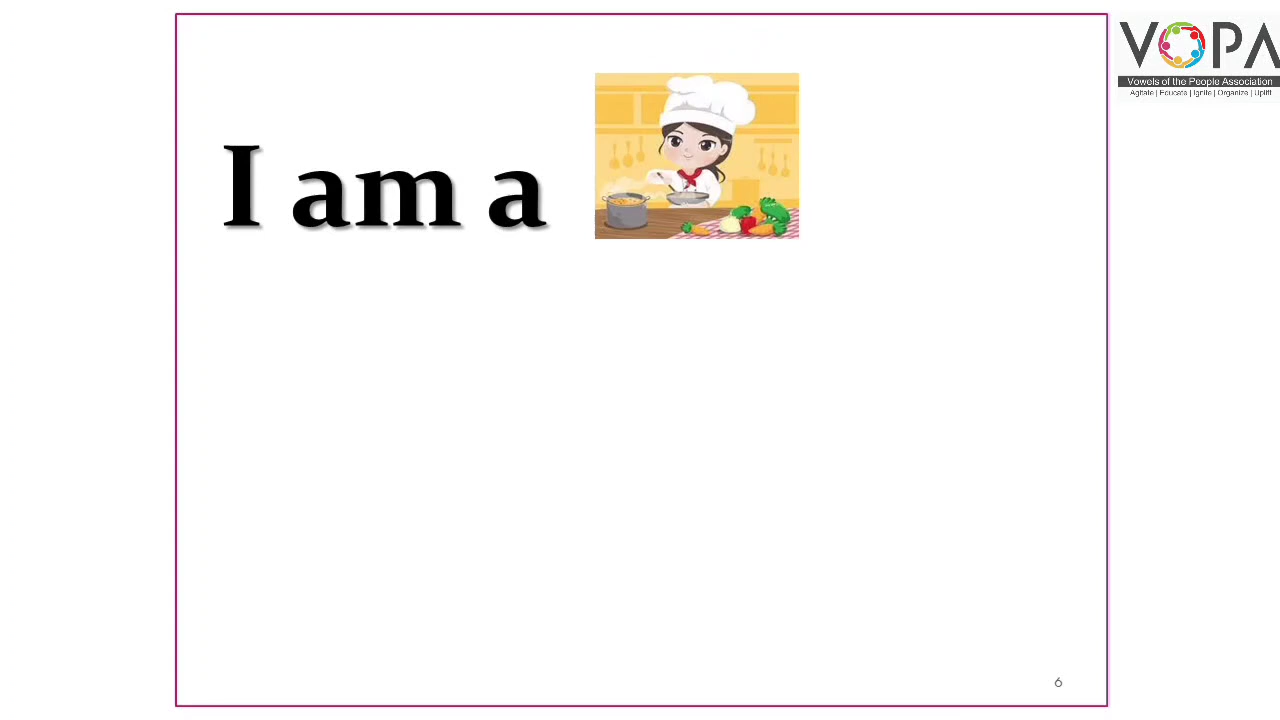 I am a
VOPA
Vowels of the People Association
Agitate | Educate | Ignite | Organize | Uplift
6